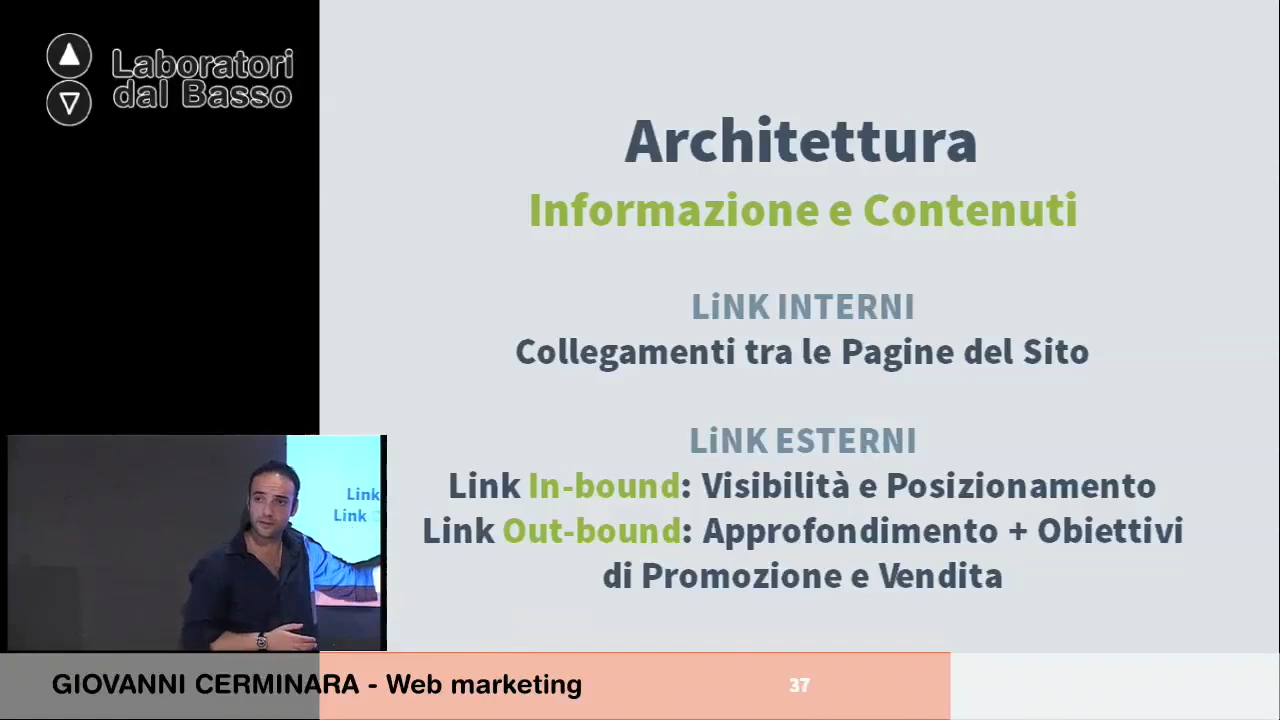 Laboratori
dal Basso
Architettura
Informazione e Contenuti
LiNK INTERNI
Collegamenti tra le Pagine del Sito
LiNK ESTERNI
Link In-bound: Visibilità e Posizionamento
Link Out-bound: Approfondimento + Obiettivi
di Promozione e Vendita
Link
Link
GIOVANNI CERMINARA - Web marketing
37